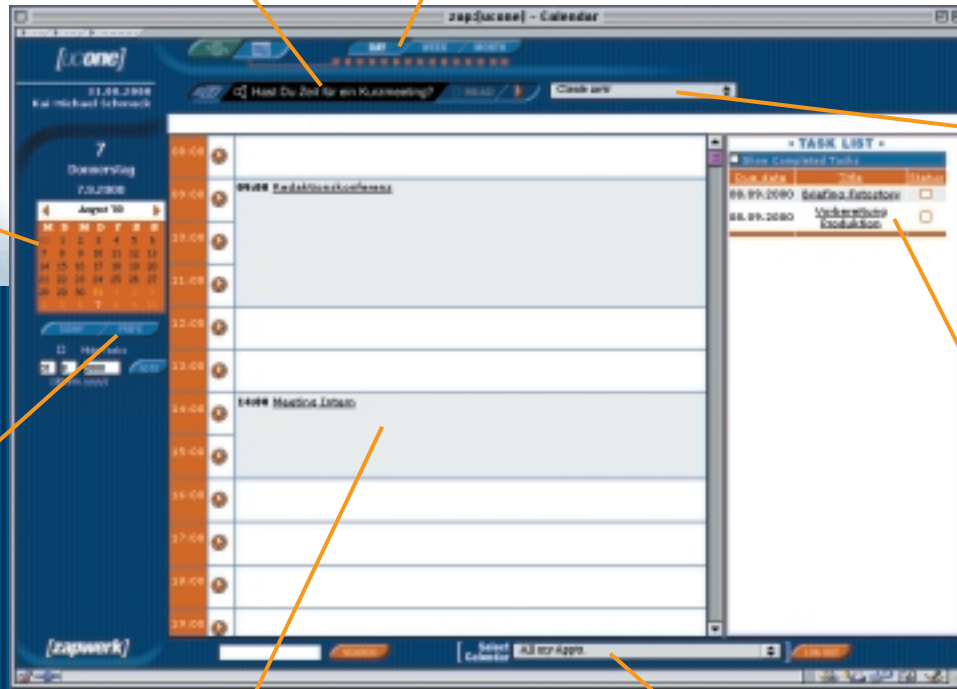 zap[ucone] - Calendar
[ucone]
DAY WEEK MONTH
31.08.2000
Kai Michael Schmuck
Hast Du Zeit für ein Kurzmeeting?
READ
7
Donnerstag
7.9.2000
August '00
M D M D F S S
1 2 3 4 5 6
7 8 9 10 11 12 13
14 15 16 17 18 19 20
21 22 23 24 25 26 27
28 29 30 31
7
08:00
09:00
09:00 Redaktionskonferenz
10:00
11:00
12:00
13:00
14:00
14:00 Meeting Intern
15:00
16:00
17:00
18:00
19:00
• TASK LIST •
Show Completed Tasks
Due date Title Status
08.09.2000 Briefing Fotostory
08.09.2000 Vorbereitung Produktion
[zapwerk]
SEARCH
Select Calendar
All my Appts.
LOG OUT